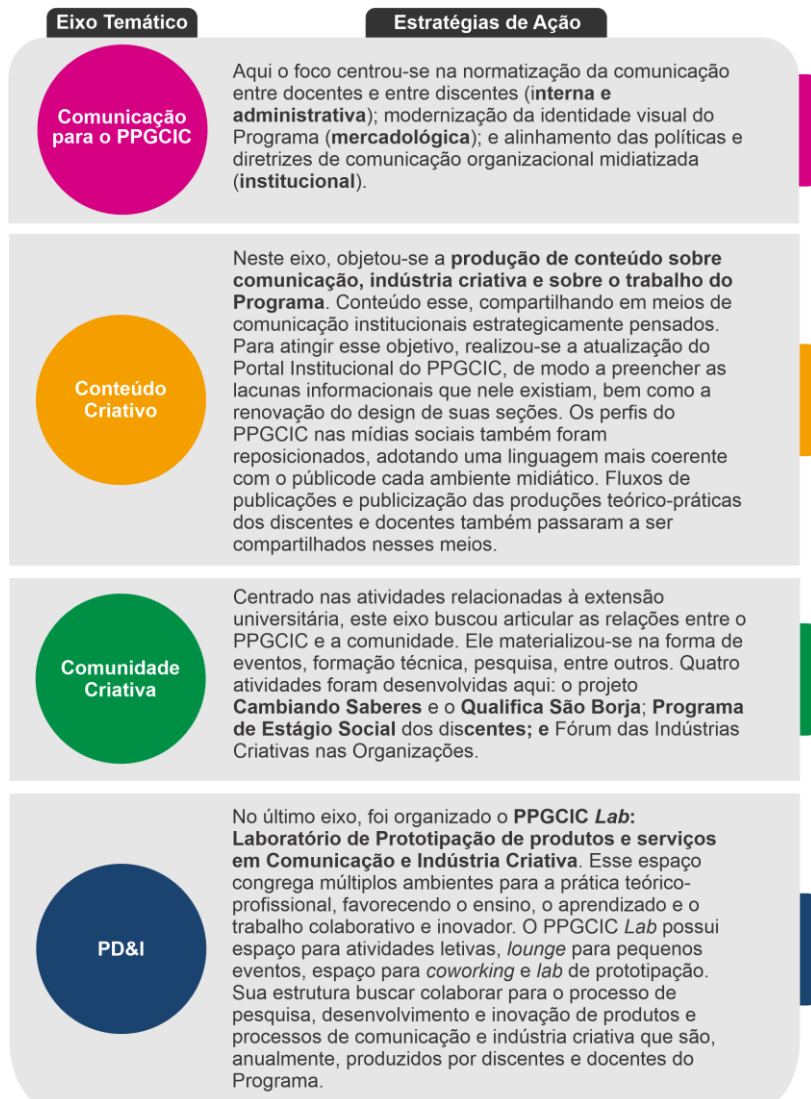 Eixo Temático
Estratégias de Ação
Comunicação
para o PPGCIC
Aqui o foco centrou-se na normatização da comunicação
entre docentes e entre discentes (interna e
administrativa); modernização da identidade visual do
Programa (mercadológica); e alinhamento das políticas e
diretrizes de comunicação organizacional midiatizada
(institucional).
Conteúdo
Criativo
Neste eixo, objetou-se a produção de conteúdo sobre
comunicação, indústria criativa e sobre o trabalho do
Programa. Conteúdo esse, compartilhando em meios de
comunicação institucionais estrategicamente pensados.
Para atingir esse objetivo, realizou-se a atualização do
Portal Institucional do PPGCIC, de modo a preencher as
lacunas informacionais que nele existiam, bem como a
renovação do design de suas seções. Os perfis do
PPGCIC nas mídias sociais também foram
reposicionados, adotando uma linguagem mais coerente
com o públicode cada ambiente midiático. Fluxos de
publicações e publicização das produções teórico-práticas
dos discentes e docentes também passaram a ser
compartilhados nesses meios.
Comunidade
Criativa
Centrado nas atividades relacionadas à extensão
universitária, este eixo buscou articular as relações entre o
PPGCIC e a comunidade. Ele materializou-se na forma de
eventos, formação técnica, pesquisa, entre outros. Quatro
atividades foram desenvolvidas aqui: o projeto
Cambiando Saberes e o Qualifica São Borja; Programa
de Estágio Social dos discentes; e Fórum das Indústrias
Criativas nas Organizações.
PD&I
No último eixo, foi organizado o PPGCIC Lab:
Laboratório de Prototipação de produtos e serviços
em Comunicação e Indústria Criativa. Esse espaço
congrega múltiplos ambientes para a prática teórico-
profissional, favorecendo o ensino, o aprendizado e o
trabalho colaborativo e inovador. O PPGCIC Lab possui
espaço para atividades letivas, lounge para pequenos
eventos, espaço para coworking e lab de prototipação.
Sua estrutura buscar colaborar para o processo de
pesquisa, desenvolvimento e inovação de produtos e
processos de comunicação e indústria criativa que são,
anualmente, produzidos por discentes e docentes do
Programa.